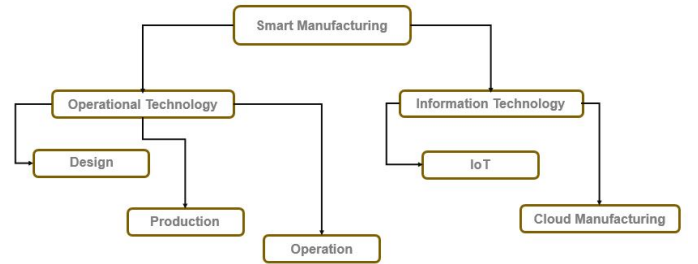 Smart Manufacturing
Operational Technology
Information Technology
Design
IoT
Production
Cloud Manufacturing
Operation